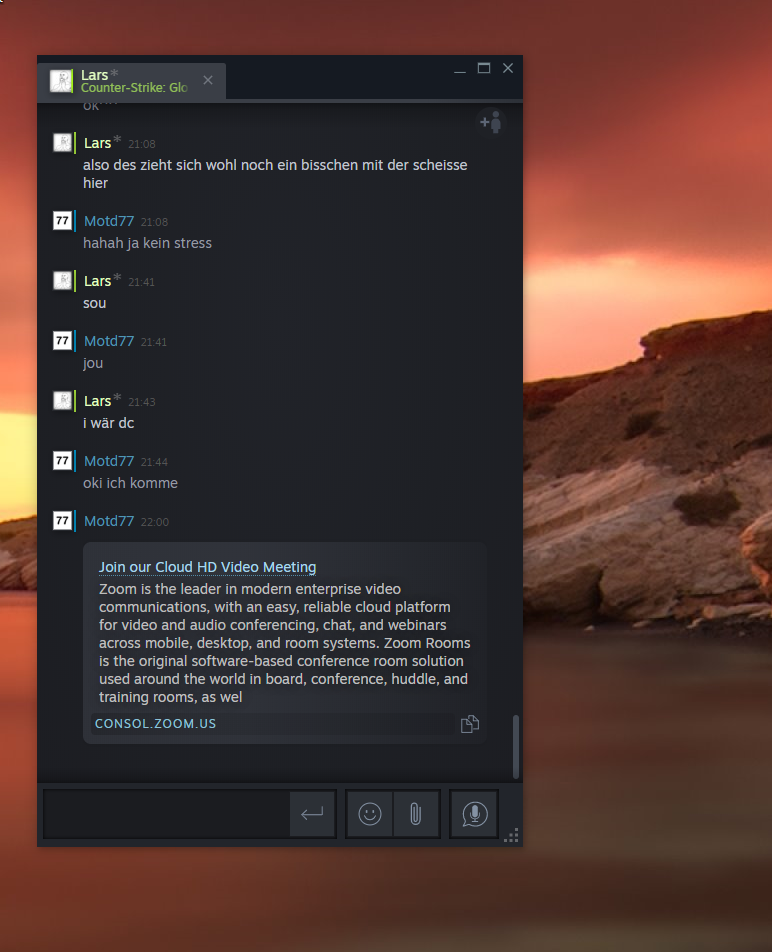 Lars*
Counter-Strike: Glo
ok^^
Lars* 21:08
also des zieht sich wohl noch ein bisschen mit der scheisse
hier
77 Motd77 21:08
hahah ja kein stress
Lars* 21:41
sou
77 Motd77 21:41
jou
Lars* 21:43
i wär dc
77 Motd77 21:44
oki ich komme
77 Motd77 22:00
Join our Cloud HD Video Meeting
Zoom is the leader in modern enterprise video
communications, with an easy, reliable cloud platform
for video and audio conferencing, chat, and webinars
across mobile, desktop, and room systems. Zoom Rooms
is the original software-based conference room solution
used around the world in board, conference, huddle, and
training rooms, as wel
CONSOL.ZOOM.US